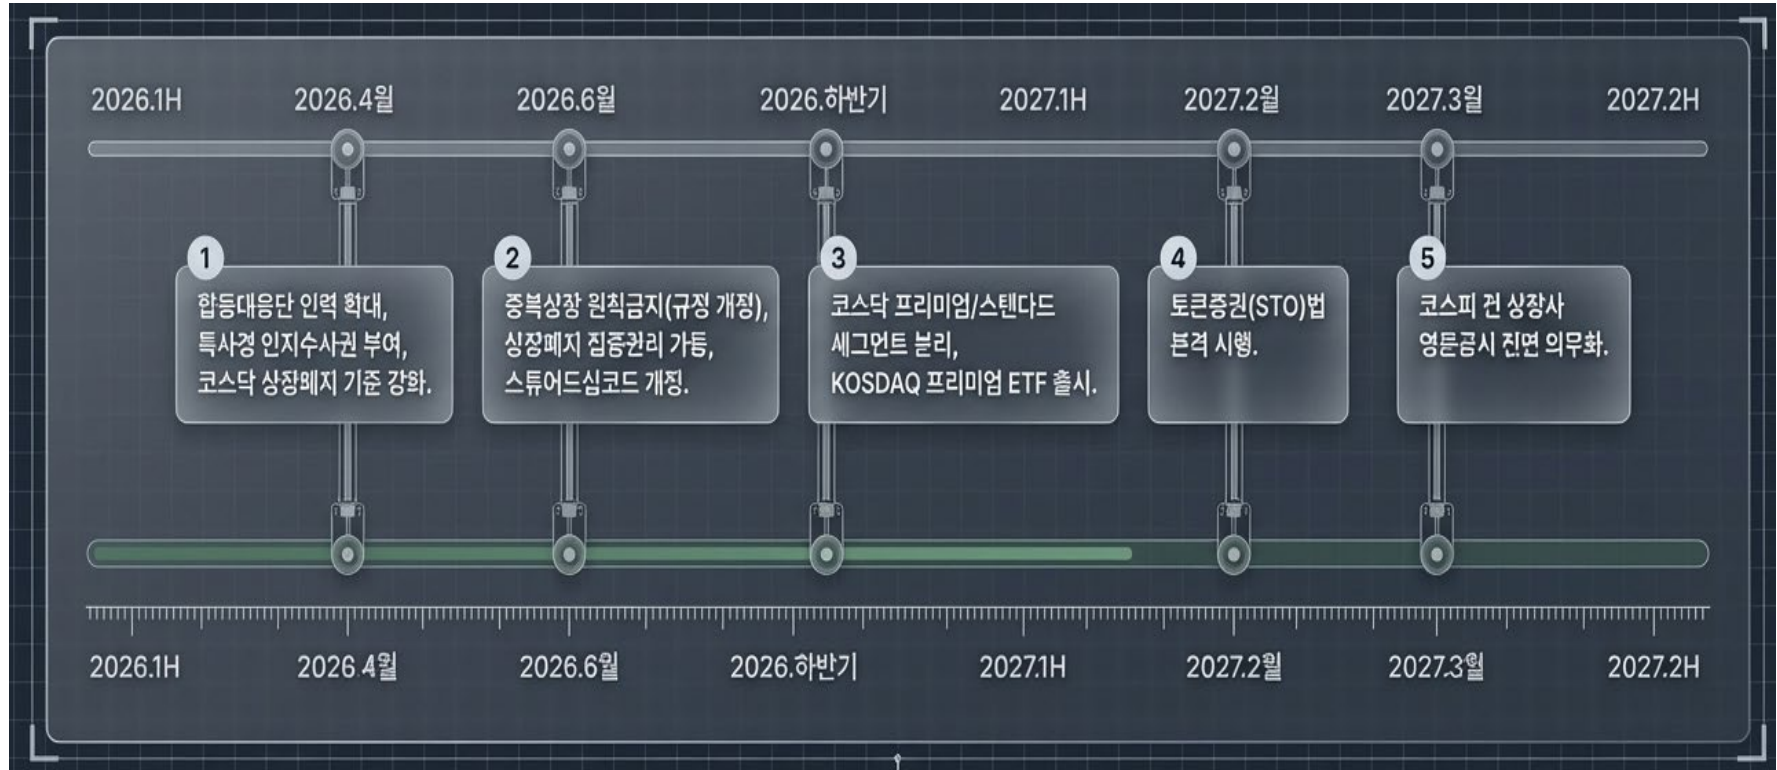 2026.1H
2026.4월
2026.6월
2026.하반기
2027.1H
2027.2월
2027.3월
2027.2H
1
합동대응단 인력 확대,
특사경 인지수사권 부여,
코스닥 상장폐지 기준 강화.
2
중복상장 원칙금지(규정 개정),
상장폐지 집중관리 가동,
스튜어드십코드 개정.
3
코스닥 프리미엄/스탠다드
세그먼트 분리,
KOSDAQ 프리미엄 ETF 출시.
4
토큰증권(STO)법
본격 시행.
5
코스피 전 상장사
영문공시 전면 의무화.
2026.1H
2026.4월
2026.6월
2026.하반기
2027.1H
2027.2월
2027.3월
2027.2H